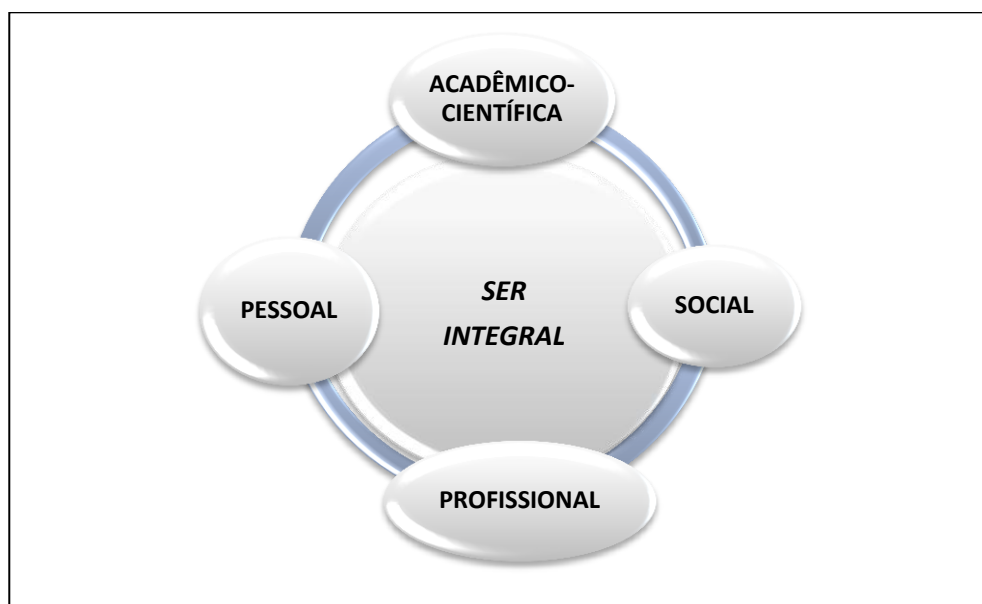 ACADÊMICO-
CIENTÍFICA
PESSOAL
SER
INTEGRAL
SOCIAL
PROFISSIONAL